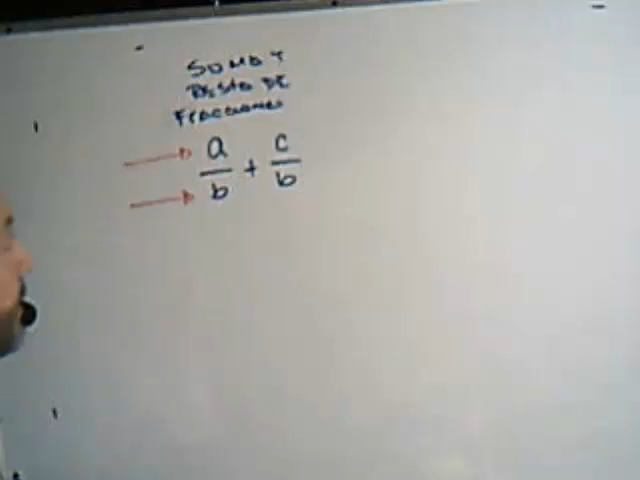 SUMA Y
RESTA DE
FRACCIONES
a/b + c/b